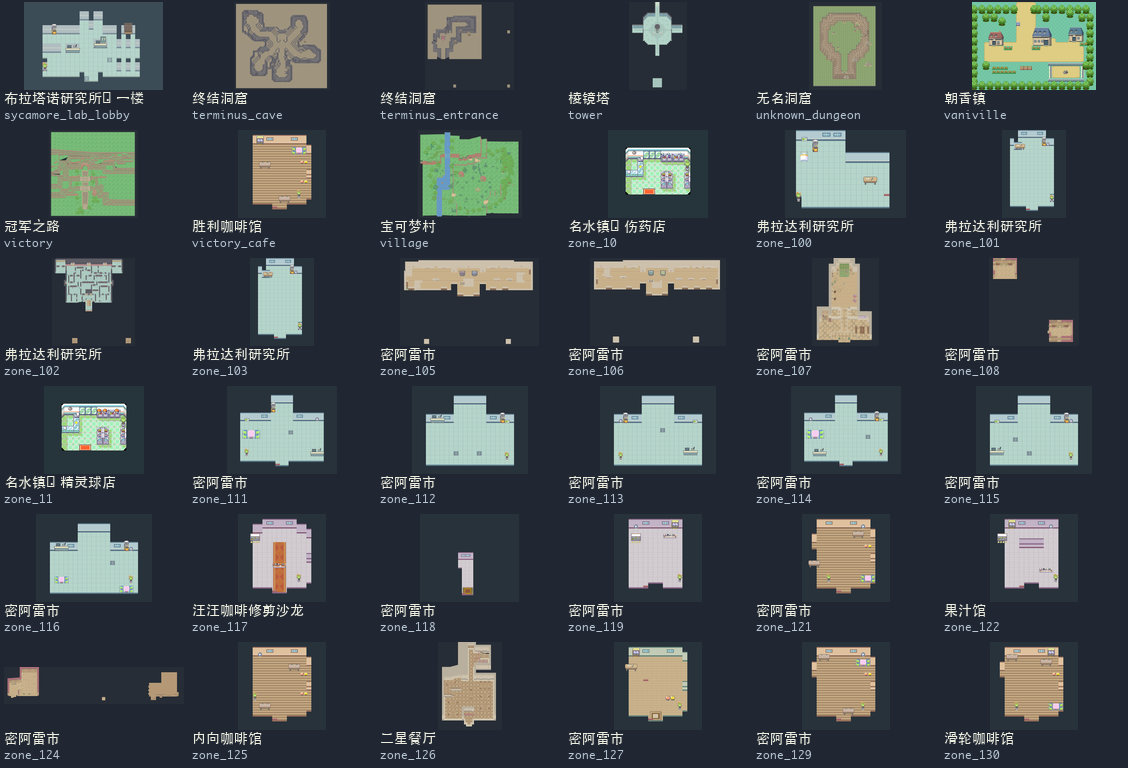 布拉塔诺研究所 一楼
sycamore_lab_lobby
终结洞窟
terminus_cave
终结洞窟
terminus_entrance
棱镜塔
tower
无名洞窟
unknown_dungeon
朝香镇
vaniville
冠军之路
victory
胜利咖啡馆
victory_cafe
宝可梦村
village
名水镇 伤药店
zone_10
弗拉达利研究所
zone_100
弗拉达利研究所
zone_101
弗拉达利研究所
zone_102
弗拉达利研究所
zone_103
密阿雷市
zone_105
密阿雷市
zone_106
密阿雷市
zone_107
密阿雷市
zone_108
名水镇 精灵球店
zone_11
密阿雷市
zone_111
密阿雷市
zone_112
密阿雷市
zone_113
密阿雷市
zone_114
密阿雷市
zone_115
密阿雷市
zone_116
汪汪咖啡修剪沙龙
zone_117
密阿雷市
zone_118
密阿雷市
zone_119
密阿雷市
zone_121
果汁馆
zone_122
密阿雷市
zone_124
内向咖啡馆
zone_125
二星餐厅
zone_126
密阿雷市
zone_127
密阿雷市
zone_129
滑轮咖啡馆
zone_130